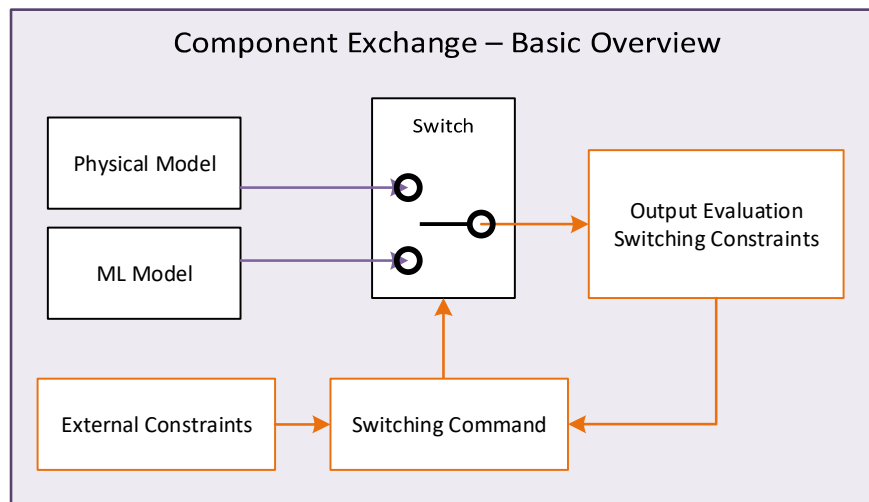 Component Exchange – Basic Overview
Switch
Physical Model
Output Evaluation
Switching Constraints
ML Model
External Constraints
Switching Command